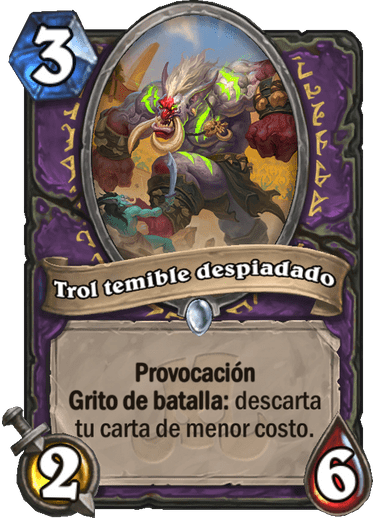 3
Trol temible despiadado
Provocación
Grito de batalla: descarta
tu carta de menor costo.
2
6